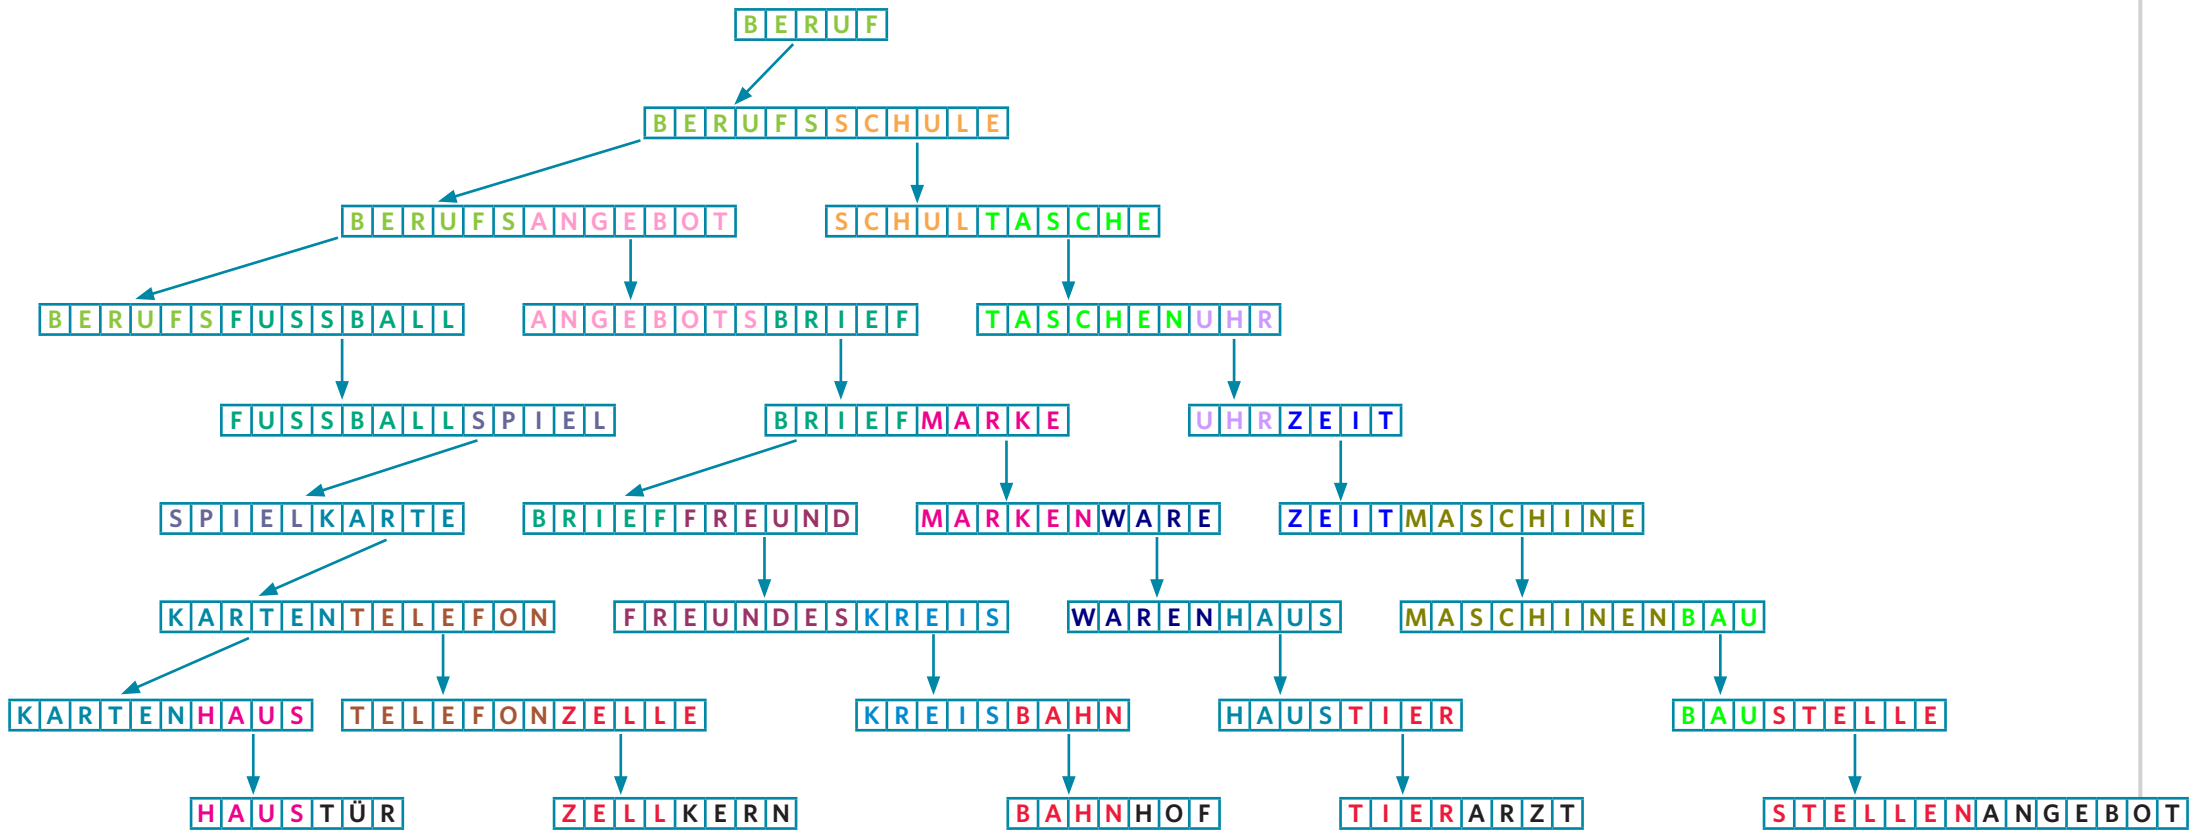 BERUF
BERUFSSCHULE
BERUFSANGEBOT SCHULTASCHE
BERUFSFUSSBALL ANGEBOTSBRIEF TASCHENUHR
FUSSBALLSPIEL BRIEFMARKE UHRZEIT
SPIELKARTE BRIEFFREUND MARKENWARE ZEITMASCHINE
KARTENTELEFON FREUNDESKREIS WARENHAUS MASCHINENBAU
KARTENHAUS TELEFONZELLE KREISBAHN HAUSTIER BAUSTELLE
HAUSTÜR ZELLKERN BAHNHOF TIERARZT STELLENANGEBOT